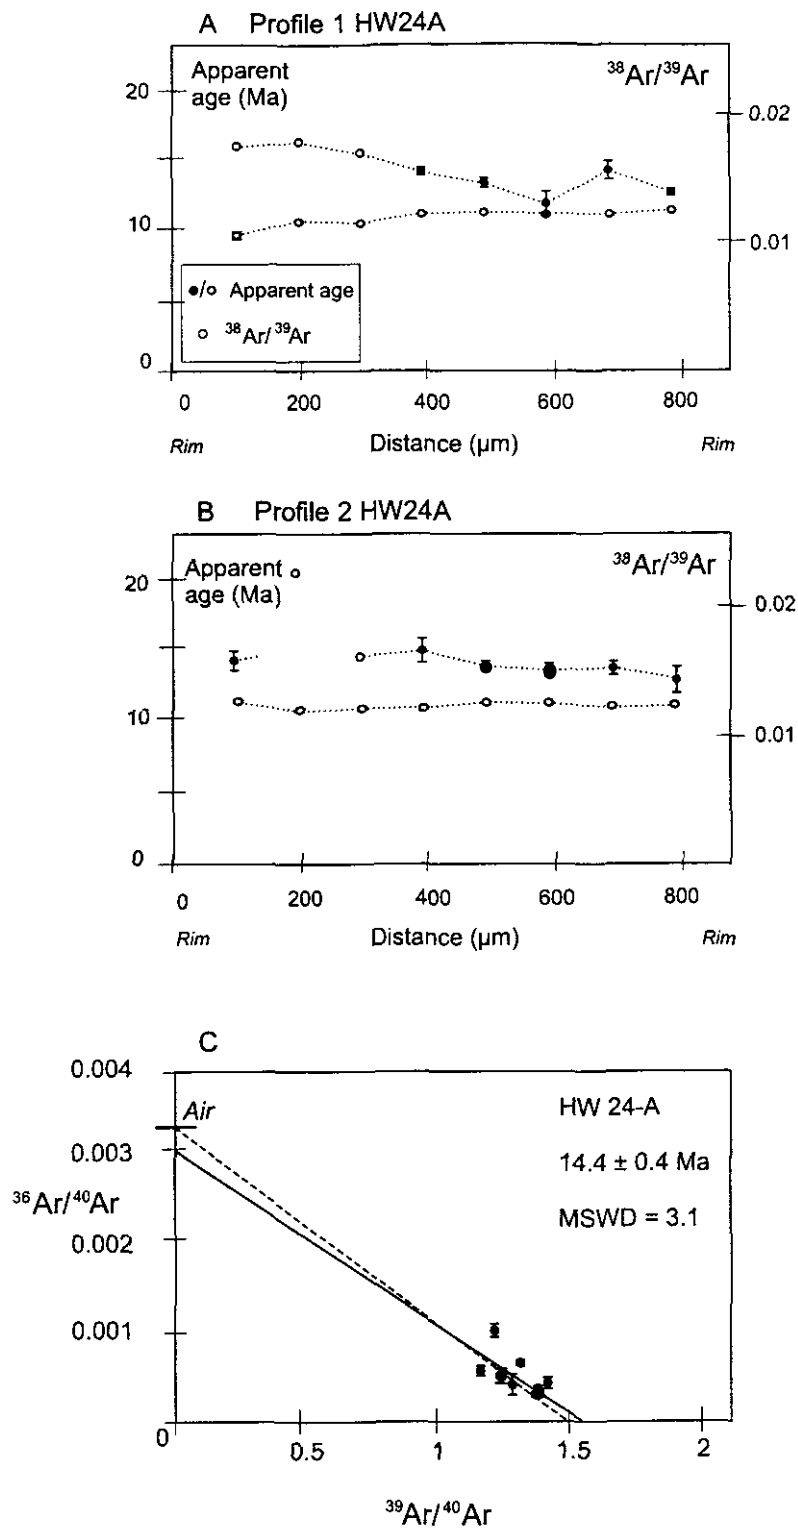 A Profile 1 HW24A
Apparent
age (Ma)
³⁸Ar/³⁹Ar
20
10
0
0.02
0.01
●/○ Apparent age
○ ³⁸Ar/³⁹Ar
0 200 400 600 800
Rim Distance (µm) Rim
B Profile 2 HW24A
Apparent
age (Ma)
³⁸Ar/³⁹Ar
20
10
0
0.02
0.01
0 200 400 600 800
Rim Distance (µm) Rim
C
0.004
Air
0.003
³⁶Ar/⁴⁰Ar
0.002
0.001
HW 24-A
14.4 ± 0.4 Ma
MSWD = 3.1
0 0.5 1 1.5 2
³⁹Ar/⁴⁰Ar